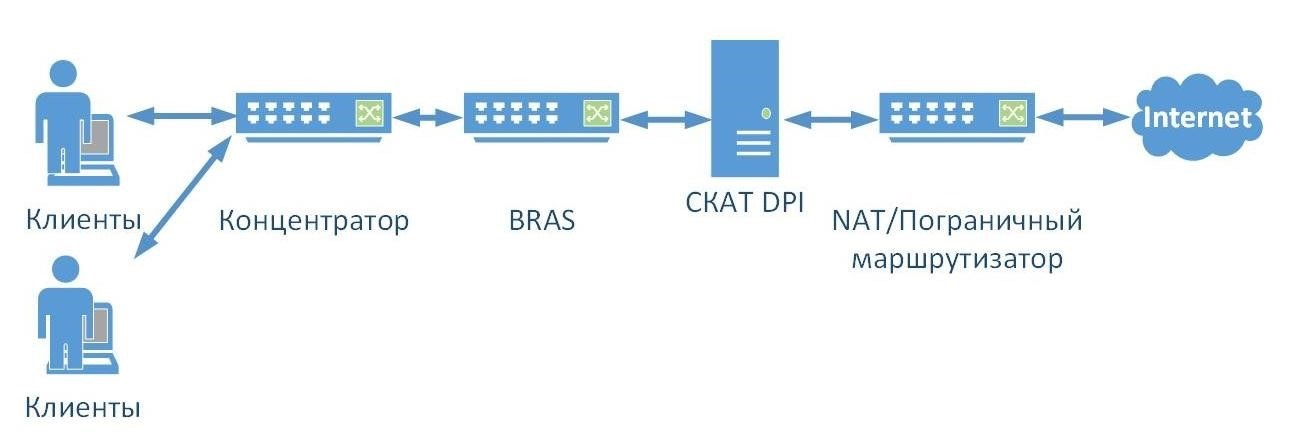 Internet
СКАТ DPI
Клиенты
Концентратор
BRAS
NAT/Пограничный
маршрутизатор
Клиенты